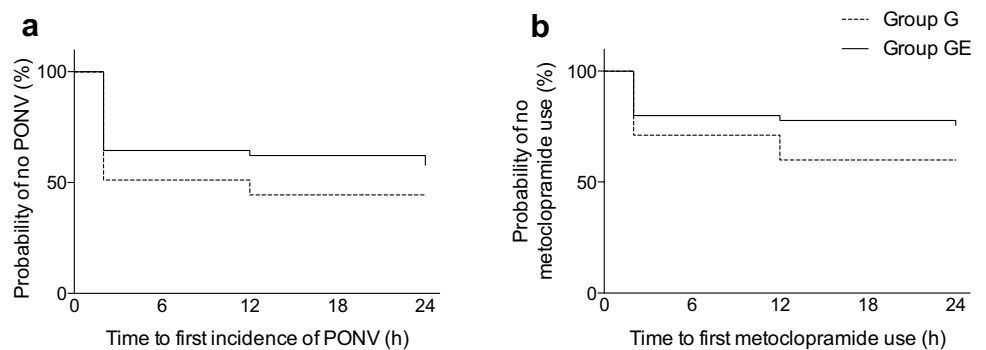 a
Probability of no PONV (%)
100
50
0
0 6 12 18 24
Time to first incidence of PONV (h)
b
Group G
Group GE
Probability of no
metoclopramide use (%)
100
50
0
0 6 12 18 24
Time to first metoclopramide use (h)